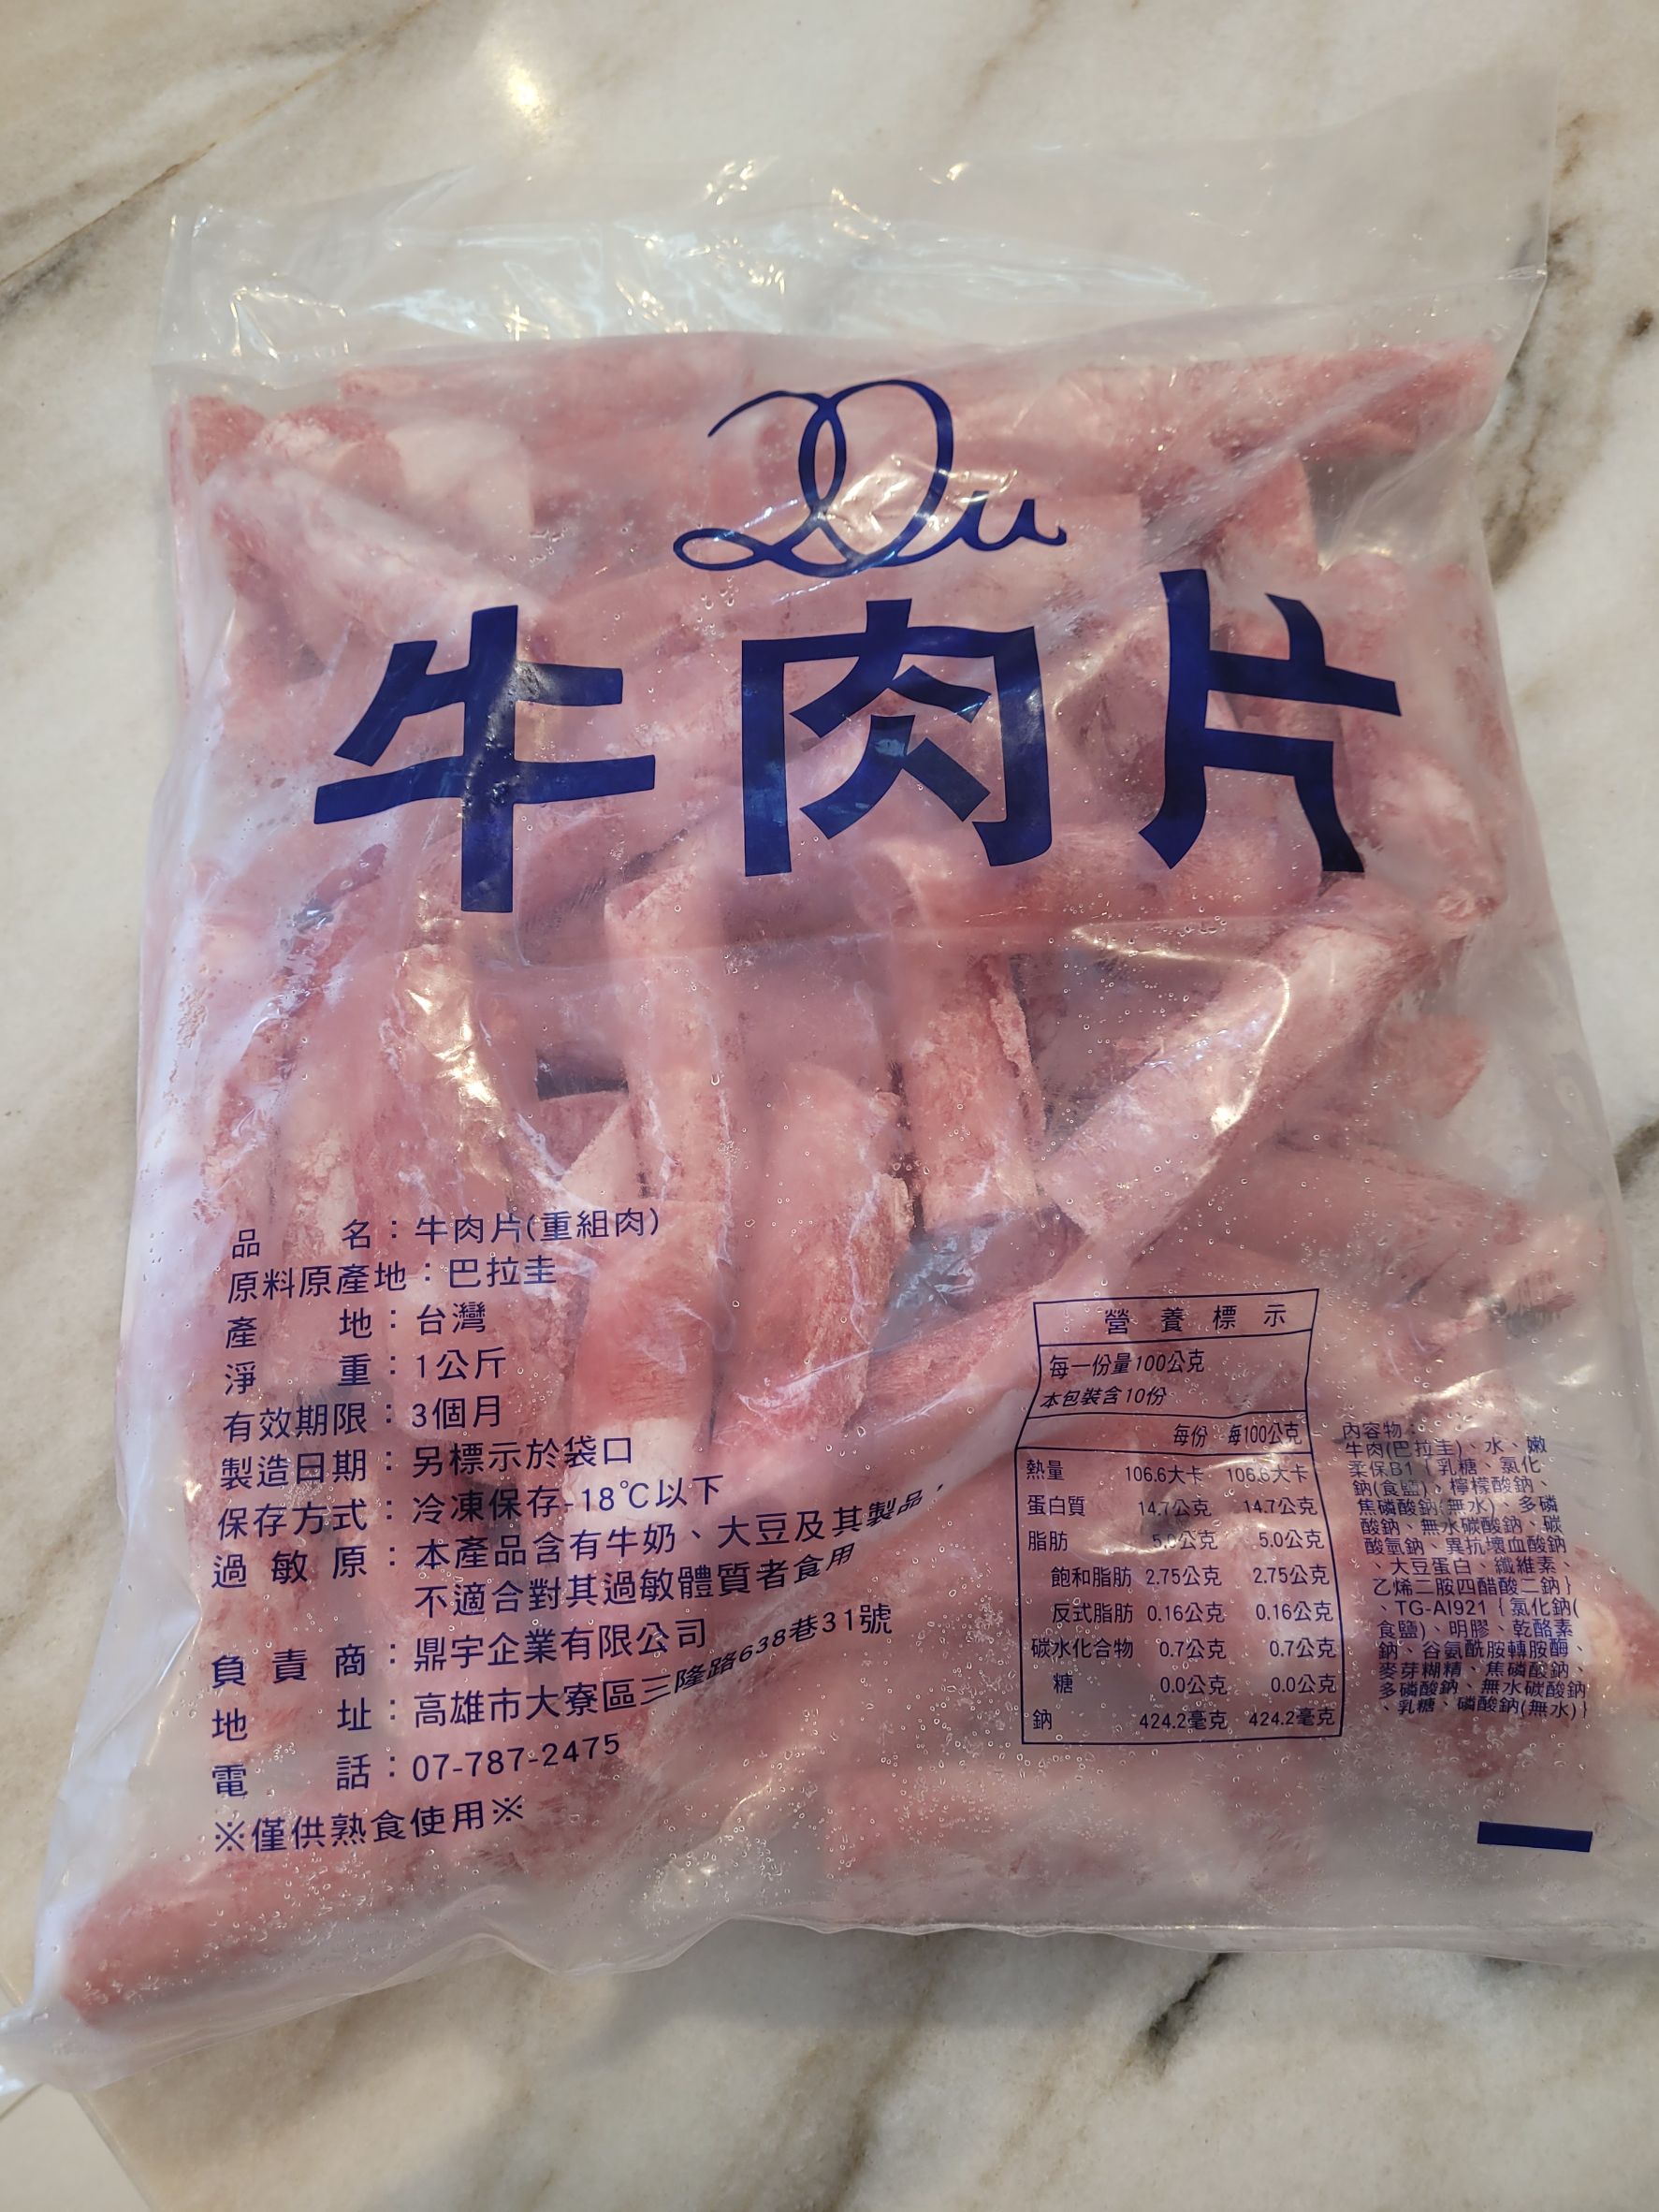 Du
牛肉片
品名：牛肉片(重組肉)
原料原產地：巴拉圭
產地：台灣
淨重：1公斤
有效期限：3個月
製造日期：另標示於袋口
保存方式：冷凍保存-18℃以下
過敏原：本產品含有牛奶、大豆及其製品，
不適合對其過敏體質者食用
負責商：鼎宇企業有限公司
地址：高雄市大寮區三隆路638巷31號
電話：07-787-2475
※僅供熟食使用※
營養標示
每一份量100公克
本包裝含10份
每份 每100公克
熱量 106.6大卡 106.6大卡
蛋白質 14.7公克 14.7公克
脂肪 5.0公克 5.0公克
飽和脂肪 2.75公克 2.75公克
反式脂肪 0.16公克 0.16公克
碳水化合物 0.7公克 0.7公克
糖 0.0公克 0.0公克
鈉 424.2毫克 424.2毫克
內容物：
牛肉(巴拉圭)、水、嫩
柔保B1｛乳糖、氯化
鈉(食鹽)、檸檬酸鈉、
焦磷酸鈉(無水)、多磷
酸鈉、無水碳酸鈉、碳
酸氫鈉、異抗壞血酸鈉
、大豆蛋白、纖維素、
乙烯二胺四醋酸二鈉｝
、TG-AI921｛氯化鈉(
食鹽)、明膠、乾酪素
鈉、谷氨酰胺轉胺酶、
麥芽糊精、焦磷酸鈉、
多磷酸鈉、無水碳酸鈉
、乳糖、磷酸鈉(無水)｝